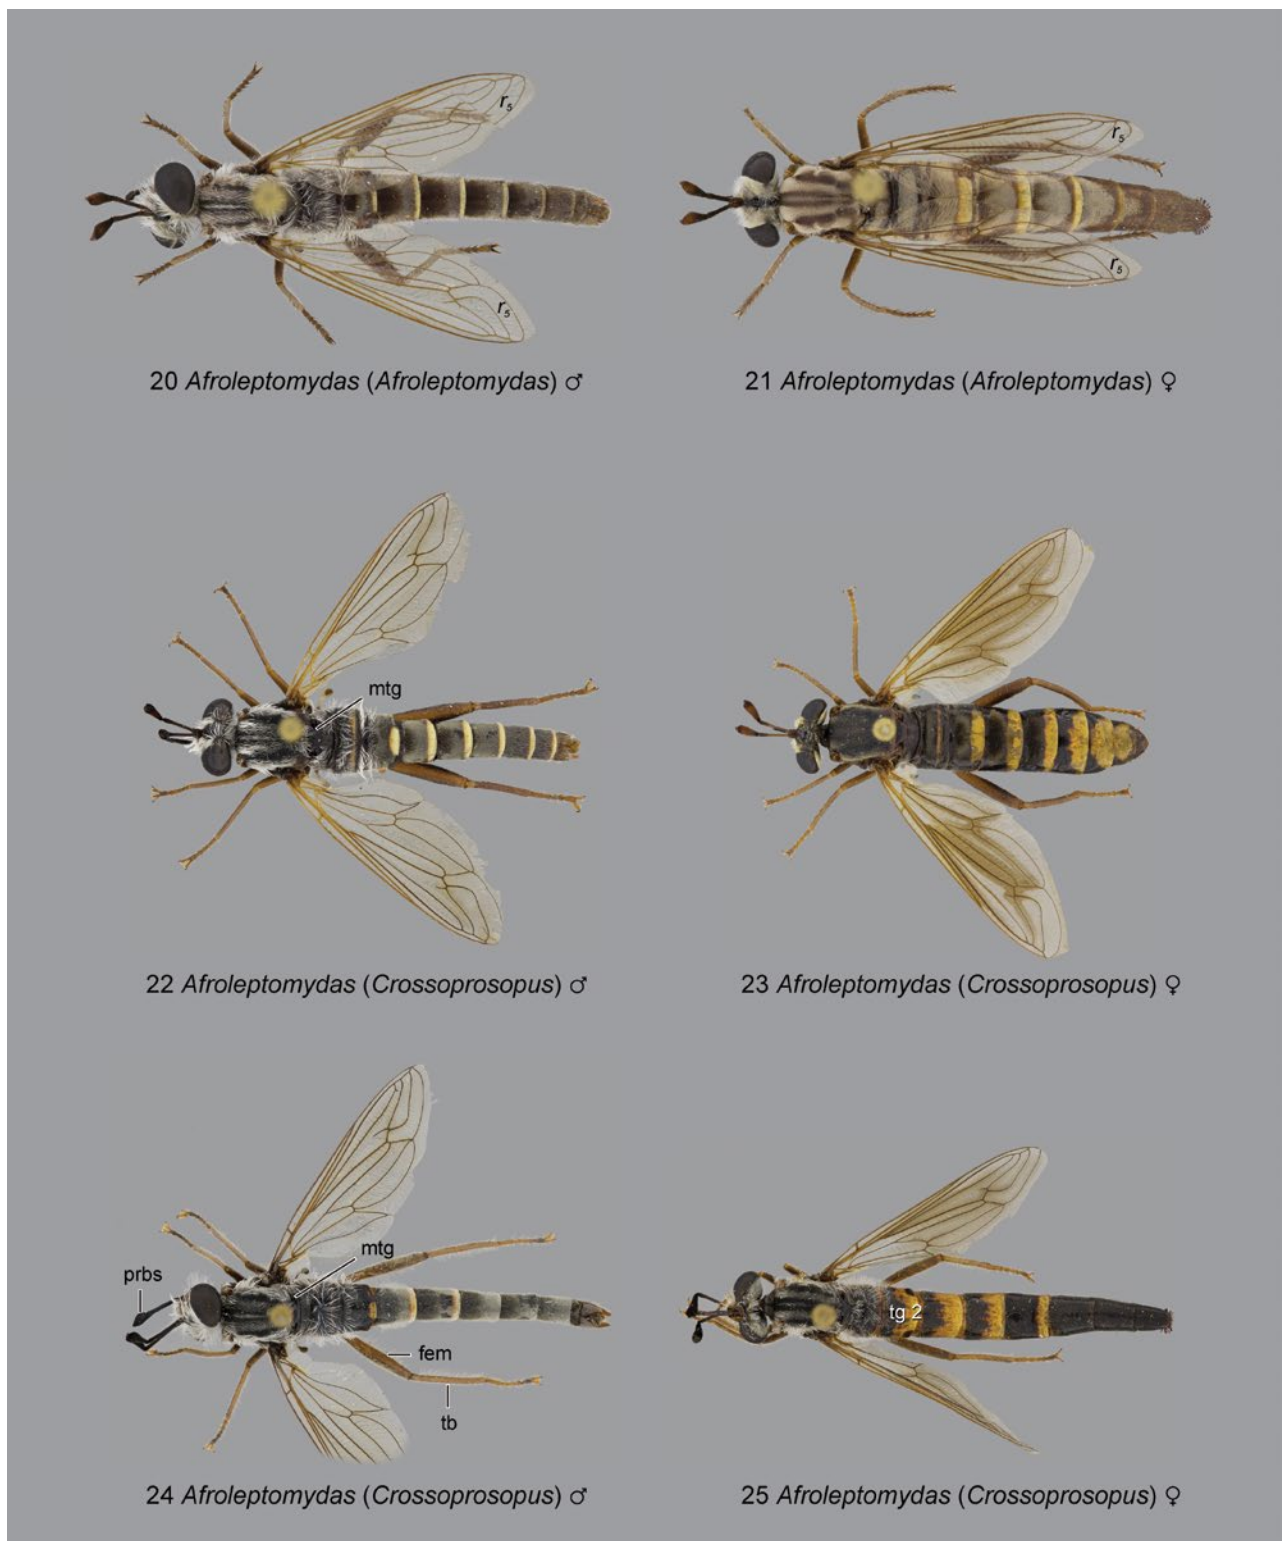 r₅
r₅
r₅
r₅
20 Afroleptomydas (Afroleptomydas) ♂
21 Afroleptomydas (Afroleptomydas) ♀
mtg
22 Afroleptomydas (Crossoprosopus) ♂
23 Afroleptomydas (Crossoprosopus) ♀
mtg
prbs
fem
tb
tg 2
24 Afroleptomydas (Crossoprosopus) ♂
25 Afroleptomydas (Crossoprosopus) ♀